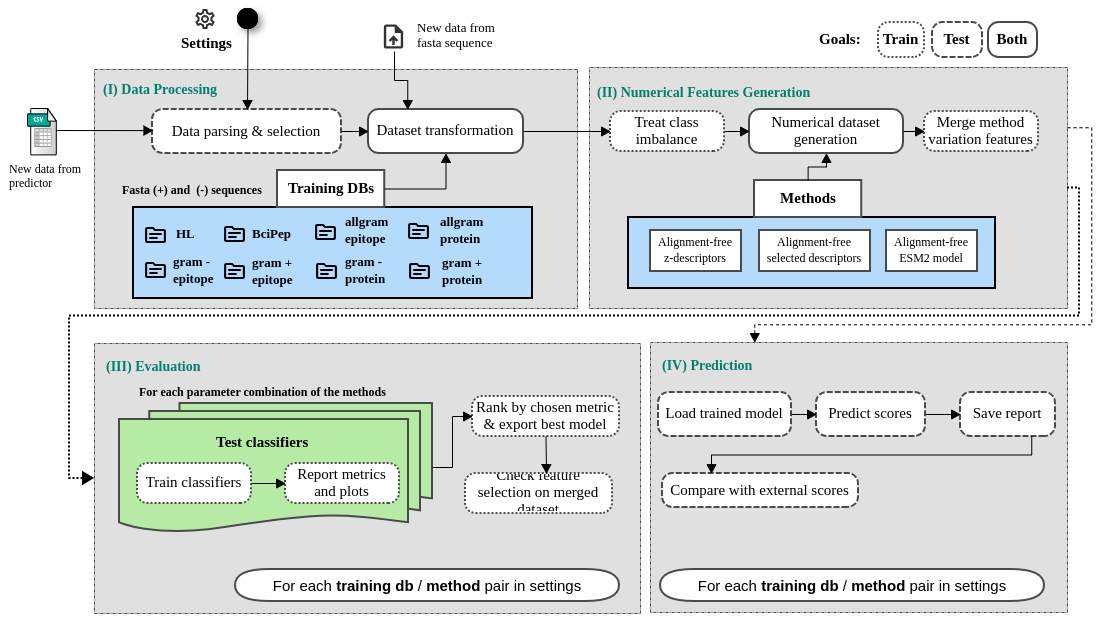 Settings
New data from
fasta sequence
Goals:
Train
Test
Both
CSV
New data from
predictor
(I) Data Processing
Data parsing & selection
Dataset transformation
Fasta (+) and  (-) sequences
Training DBs
HL
BciPep
allgram
epitope
allgram
protein
gram -
epitope
gram +
epitope
gram -
protein
gram +
protein
(II) Numerical Features Generation
Treat class
imbalance
Numerical dataset
generation
Merge method
variation features
Methods
Alignment-free
z-descriptors
Alignment-free
selected descriptors
Alignment-free
ESM2 model
(III) Evaluation
For each parameter combination of the methods
Test classifiers
Train classifiers
Report metrics
and plots
Rank by chosen metric
& export best model
Check feature
selection on merged
dataset
For each training db / method pair in settings
(IV) Prediction
Load trained model
Predict scores
Save report
Compare with external scores
For each training db / method pair in settings